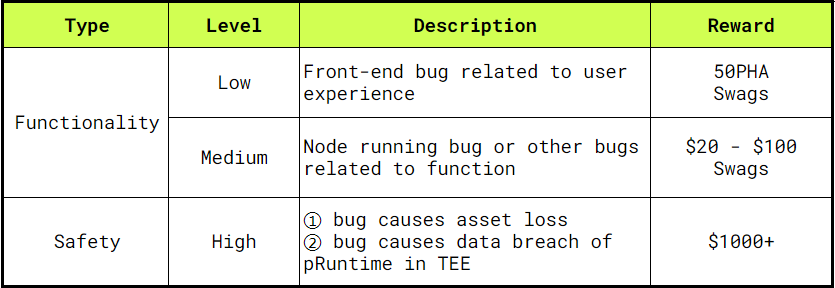 Type Level Description Reward
Functionality
Low
Front-end bug related to user
experience
50PHA
Swags
Medium
Node running bug or other bugs
related to function
$20 - $100
Swags
Safety
High
① bug causes asset loss
② bug causes data breach of
pRuntime in TEE
$1000+